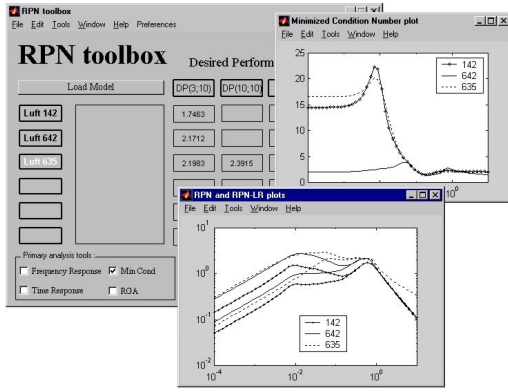 RPN toolbox
File Edit Tools Window Help Preferences
RPN toolbox
Desired Perform
Load Model
DP(3;10) DP(10;10)
Luft 142
1.7463
Luft 642
2.1712
Luft 635
2.1983 2.3915
Primary analysis tools :
Frequency Response Min Cond
Time Response RGA
Minimized Condition Number plot
File Edit Tools Window Help
25
20
15
10
5
0
10^0
142
642
635
RPN and RPN-LR plots
File Edit Tools Window Help
10^1
10^0
10^-1
10^-2
10^-4 10^-2 10^0
142
642
635